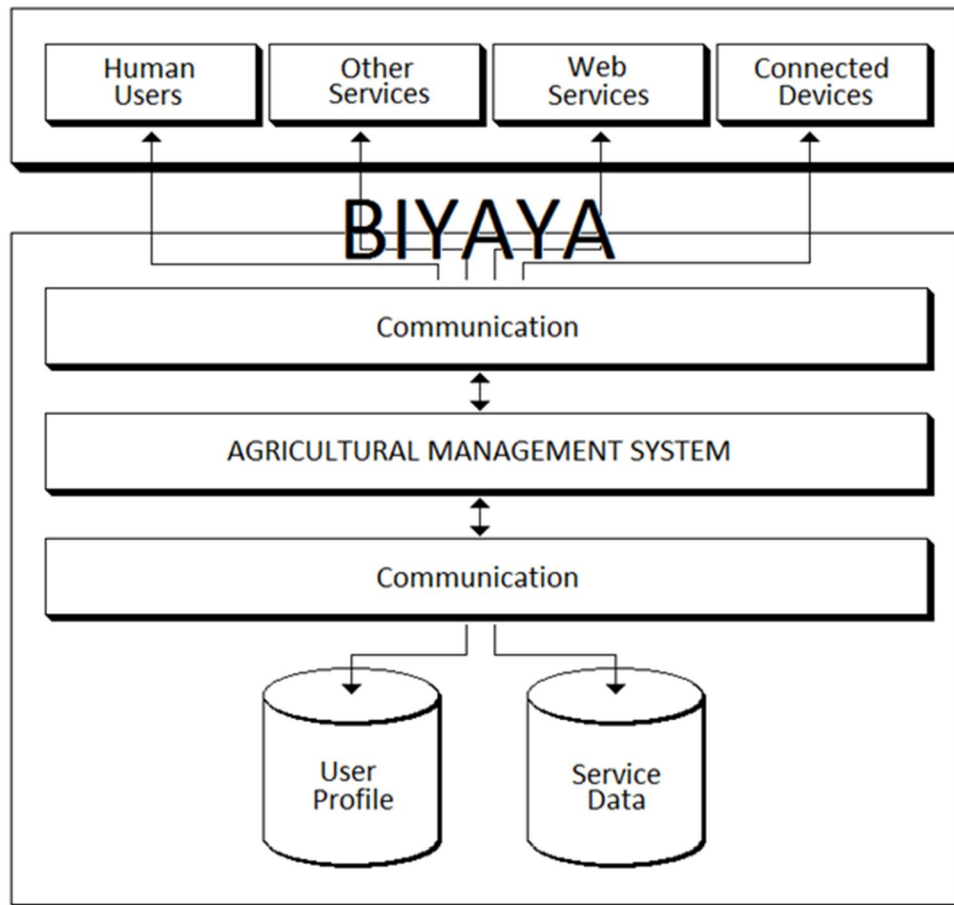 Human
Users
Other
Services
Web
Services
Connected
Devices
BIYAYA
Communication
AGRICULTURAL MANAGEMENT SYSTEM
Communication
User
Profile
Service
Data